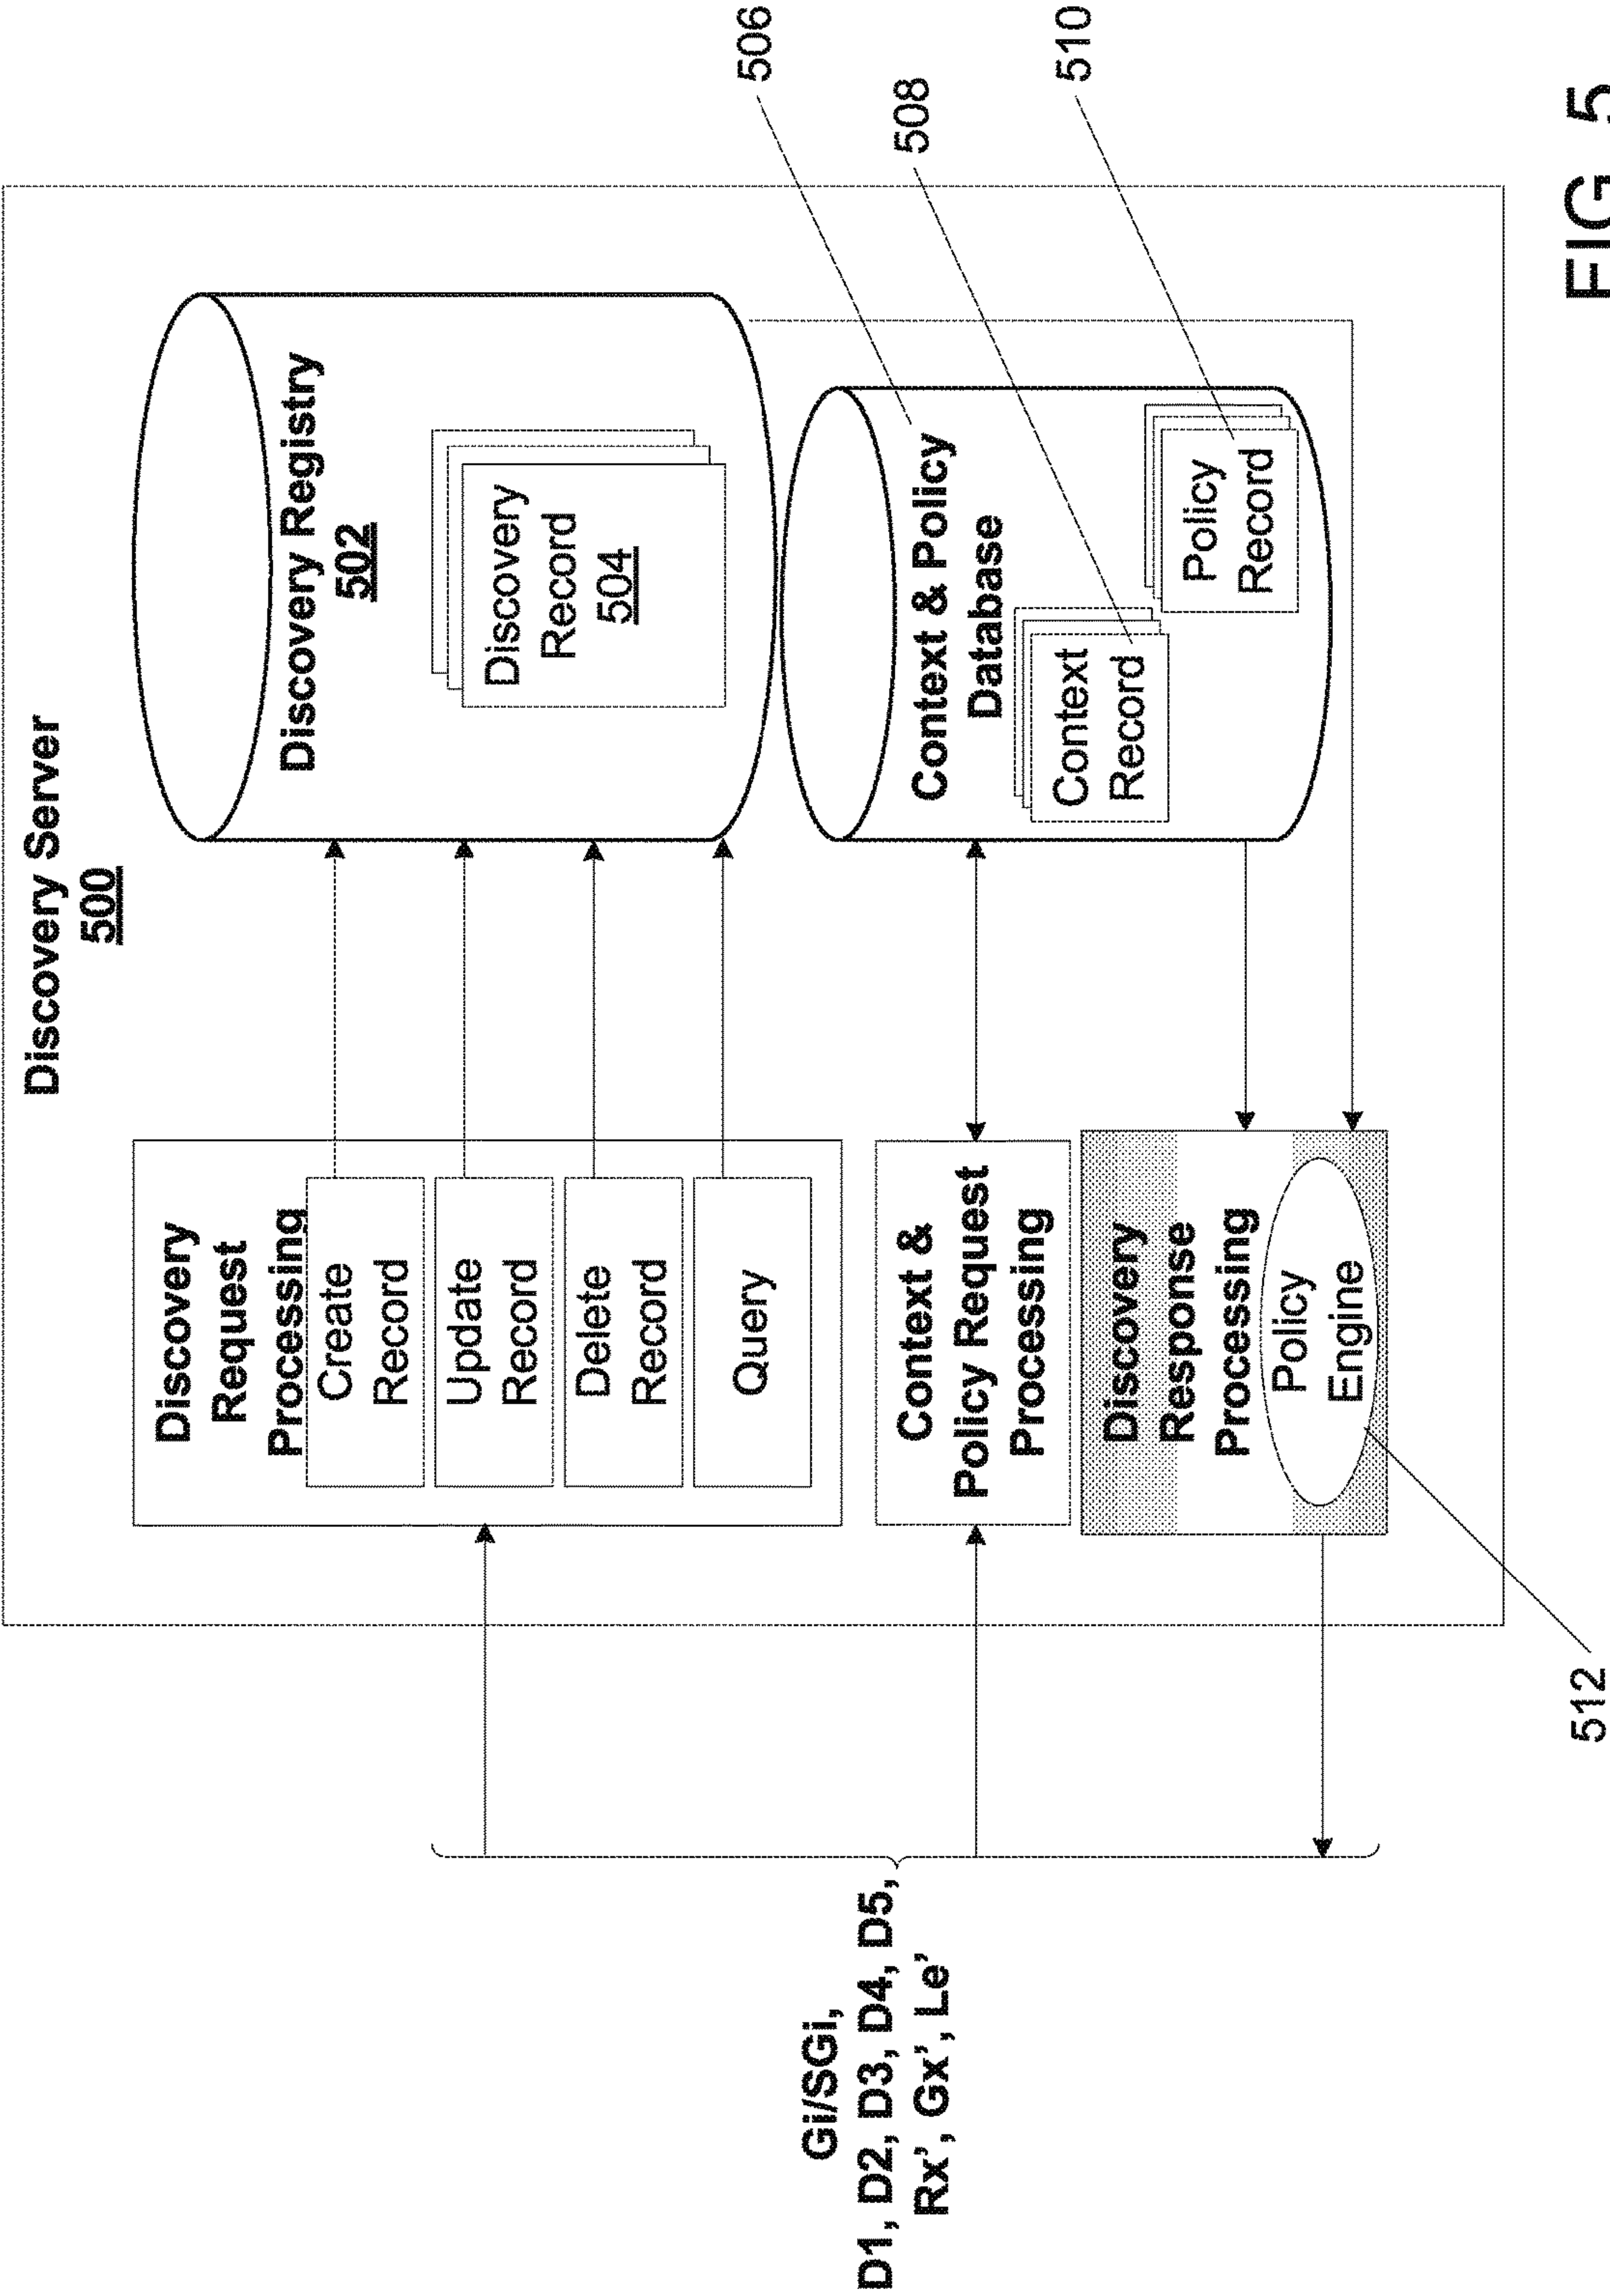 Discovery Server
500
Discovery
Request
Processing
Create
Record
Update
Record
Delete
Record
Query
Discovery Registry
502
Discovery
Record
504
Gi/SGi,
D1, D2, D3, D4, D5,
Rx’, Gx’, Le’
Context &
Policy Request
Processing
Context & Policy
Database
Context
Record
Policy
Record
506
508
510
Discovery
Response
Processing
Policy
Engine
512
FIG. 5